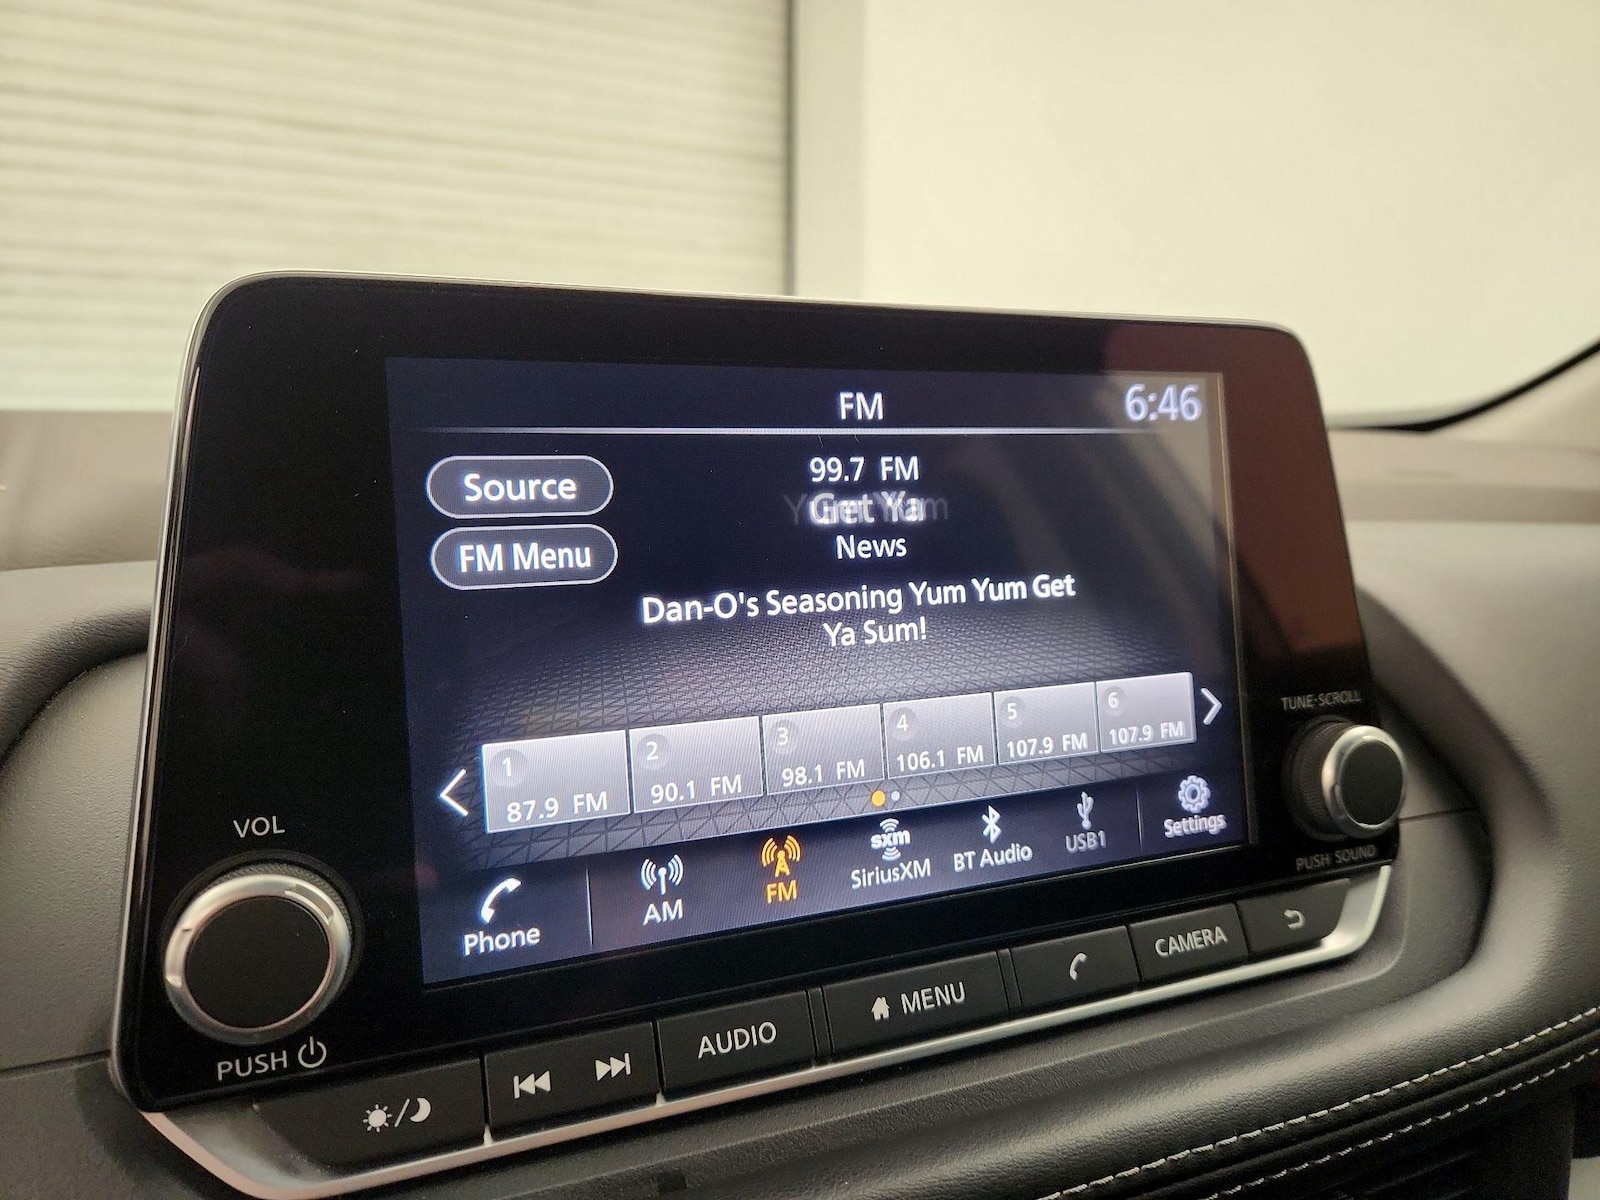 FM
6:46
Source
99.7 FM
Get Ya
FM Menu
News
Dan-O's Seasoning Yum Yum Get
Ya Sum!
1
87.9 FM
2
90.1 FM
3
98.1 FM
4
106.1 FM
5
107.9 FM
6
107.9 FM
Phone
AM
FM
sxm
SiriusXM
BT Audio
USB1
Settings
VOL
PUSH
TUNE·SCROLL
PUSH SOUND
AUDIO
MENU
CAMERA